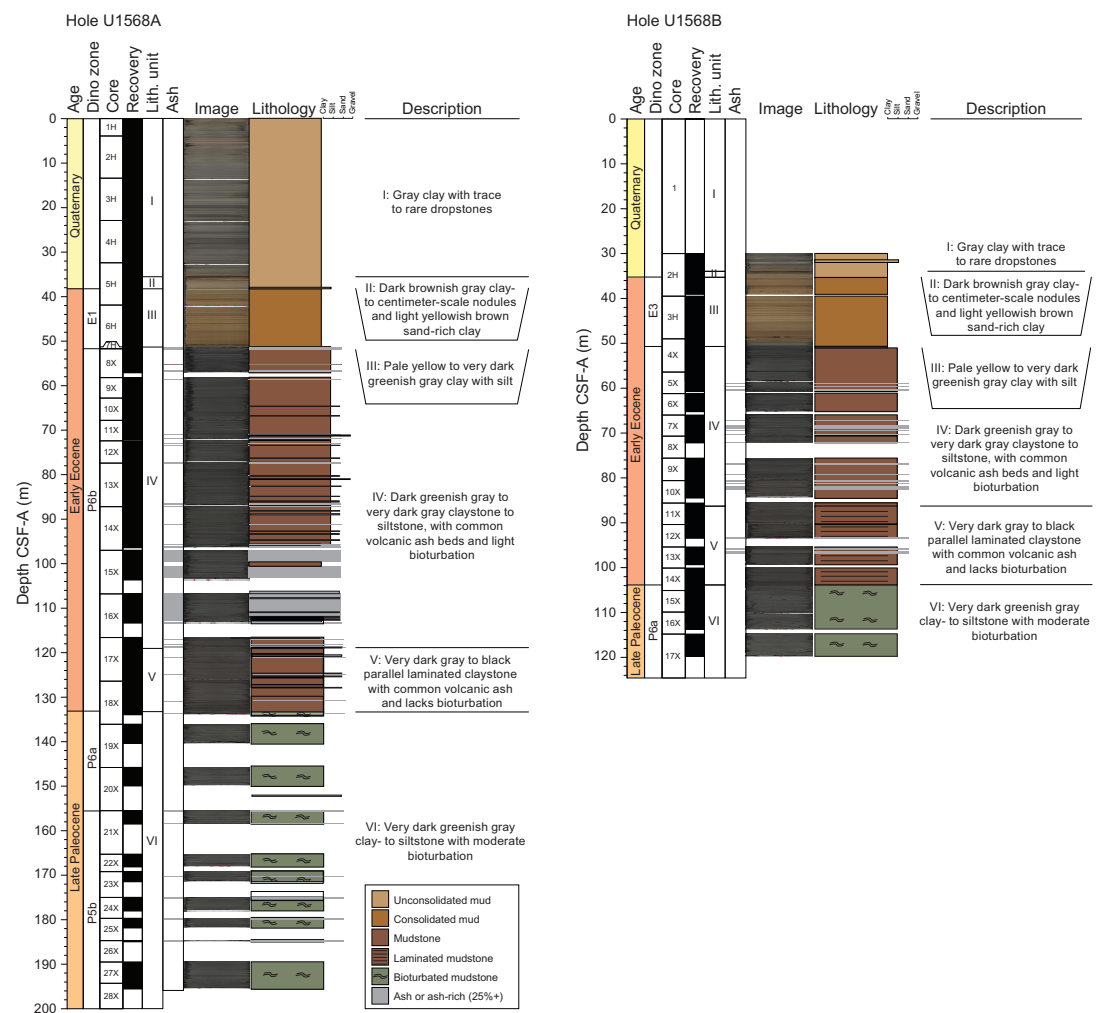 Hole U1568A
Age
Dino zone
Core
Recovery
Lith. unit
Ash
Image
Lithology
Clay
Silt
Sand
Gravel
Description
Depth CSF-A (m)
0
10
20
30
40
50
60
70
80
90
100
110
120
130
140
150
160
170
180
190
200
Quaternary
Early Eocene
Late Paleocene
E1
P6b
P6a
P5b
1H
2H
3H
4H
5H
6H
7H
8X
9X
10X
11X
12X
13X
14X
15X
16X
17X
18X
19X
20X
21X
22X
23X
24X
25X
26X
27X
28X
I
II
III
IV
V
VI
I: Gray clay with trace
to rare dropstones
II: Dark brownish gray clay-
to centimeter-scale nodules
and light yellowish brown
sand-rich clay
III: Pale yellow to very dark
greenish gray clay with silt
IV: Dark greenish gray to
very dark gray claystone to
siltstone, with common
volcanic ash beds and light
bioturbation
V: Very dark gray to black
parallel laminated claystone
with common volcanic ash
and lacks bioturbation
VI: Very dark greenish gray
clay- to siltstone with moderate
bioturbation
Unconsolidated mud
Consolidated mud
Mudstone
Laminated mudstone
Bioturbated mudstone
Ash or ash-rich (25%+)
Hole U1568B
Age
Dino zone
Core
Recovery
Lith. unit
Ash
Image
Lithology
Clay
Silt
Sand
Gravel
Description
Depth CSF-A (m)
0
10
20
30
40
50
60
70
80
90
100
110
120
Quaternary
Early Eocene
Late Paleocene
E3
P6a
1
2H
3H
4X
5X
6X
7X
8X
9X
10X
11X
12X
13X
14X
15X
16X
17X
I
II
III
IV
V
VI
I: Gray clay with trace
to rare dropstones
II: Dark brownish gray clay-
to centimeter-scale nodules
and light yellowish brown
sand-rich clay
III: Pale yellow to very dark
greenish gray clay with silt
IV: Dark greenish gray to
very dark gray claystone to
siltstone, with common
volcanic ash beds and light
bioturbation
V: Very dark gray to black
parallel laminated claystone
with common volcanic ash
and lacks bioturbation
VI: Very dark greenish gray
clay- to siltstone with moderate
bioturbation